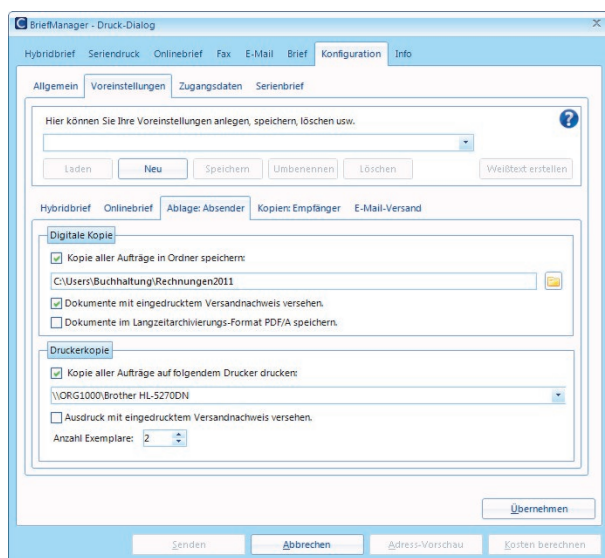 BriefManager - Druck-Dialog
Hybridbrief Seriendruck Onlinebrief Fax E-Mail Brief Konfiguration Info
Allgemein Voreinstellungen Zugangsdaten Serienbrief
Hier können Sie Ihre Voreinstellungen anlegen, speichern, löschen usw.
Laden Neu Speichern Umbenennen Löschen Weißtext erstellen
Hybridbrief Onlinebrief Ablage: Absender Kopien: Empfänger E-Mail-Versand
Digitale Kopie
Kopie aller Aufträge in Ordner speichern:
C:\Users\Buchhaltung\Rechnungen2011
Dokumente mit eingedrucktem Versandnachweis versehen.
Dokumente im Langzeitarchivierungs-Format PDF/A speichern.
Druckerkopie
Kopie aller Aufträge auf folgendem Drucker drucken:
\\ORG1000\Brother HL-5270DN
Ausdruck mit eingedrucktem Versandnachweis versehen.
Anzahl Exemplare: 2
Übernehmen
Senden Abbrechen Adress-Vorschau Kosten berechnen